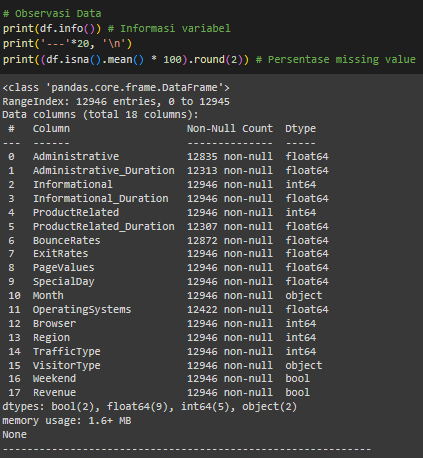 # Observasi Data
print(df.info()) # Informasi variabel
print('---'*20, '\n')
print((df.isna().mean() * 100).round(2)) # Persentase missing value
<class 'pandas.core.frame.DataFrame'>
RangeIndex: 12946 entries, 0 to 12945
Data columns (total 18 columns):
 #   Column                   Non-Null Count  Dtype
---  ------                   --------------  -----
 0   Administrative           12835 non-null  float64
 1   Administrative_Duration  12313 non-null  float64
 2   Informational            12946 non-null  int64
 3   Informational_Duration   12946 non-null  float64
 4   ProductRelated           12946 non-null  int64
 5   ProductRelated_Duration  12307 non-null  float64
 6   BounceRates              12872 non-null  float64
 7   ExitRates                12946 non-null  float64
 8   PageValues               12946 non-null  float64
 9   SpecialDay               12946 non-null  float64
 10  Month                    12946 non-null  object
 11  OperatingSystems         12422 non-null  float64
 12  Browser                  12946 non-null  int64
 13  Region                   12946 non-null  int64
 14  TrafficType              12946 non-null  int64
 15  VisitorType              12946 non-null  object
 16  Weekend                  12946 non-null  bool
 17  Revenue                  12946 non-null  bool
dtypes: bool(2), float64(9), int64(5), object(2)
memory usage: 1.6+ MB
None
------------------------------------------------------------